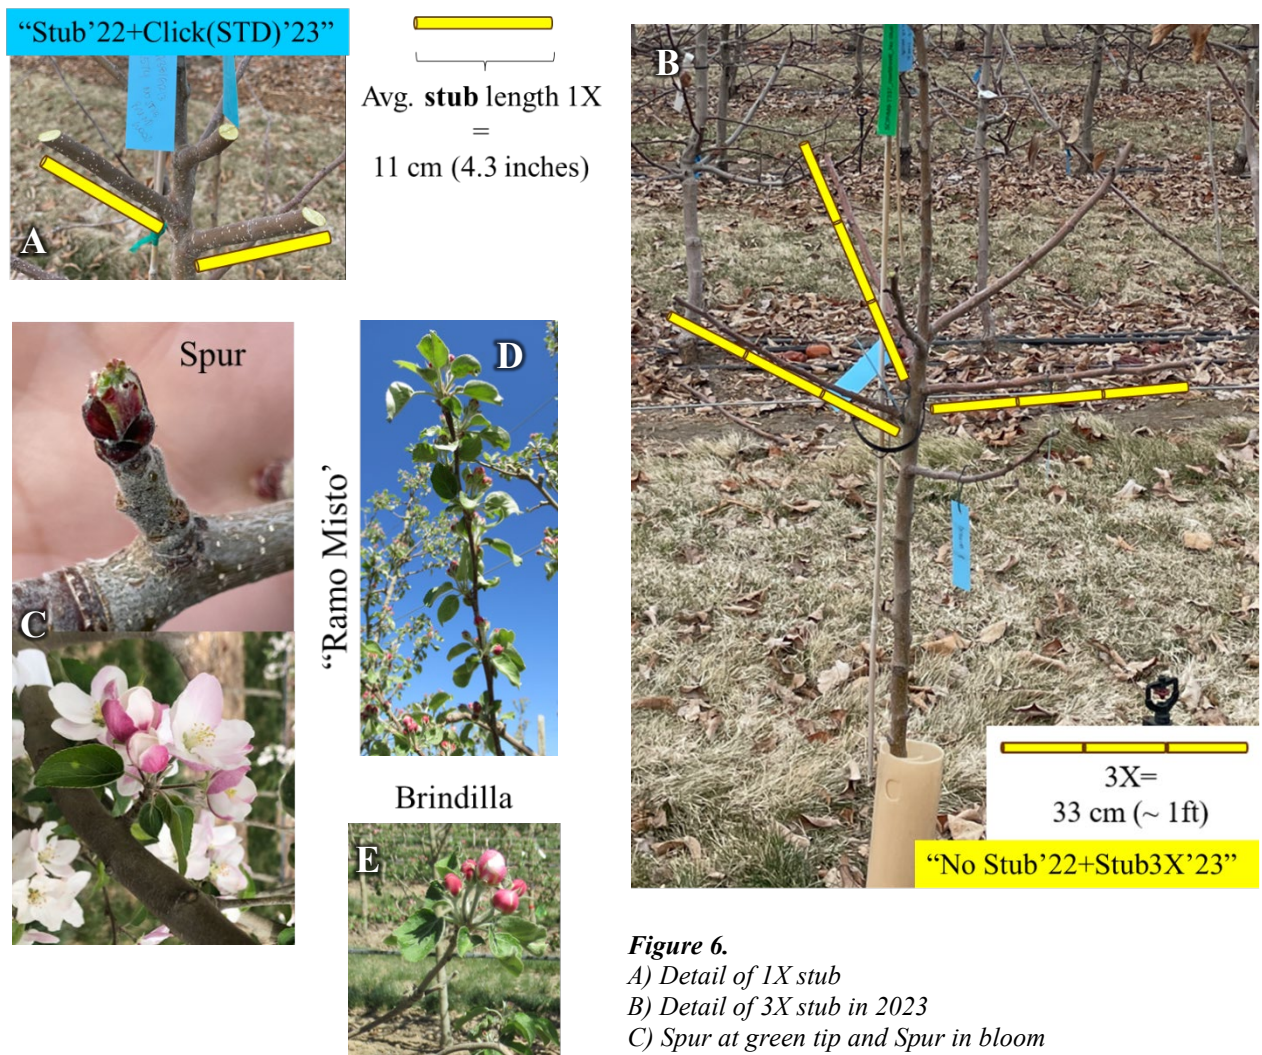 “Stub’22+Click(STD)’23”
Avg. stub length 1X
=
11 cm (4.3 inches)
A
B
Spur
C
“Ramo Misto’
D
Brindilla
E
3X=
33 cm (~ 1ft)
“No Stub’22+Stub3X’23”
Figure 6.
A) Detail of 1X stub
B) Detail of 3X stub in 2023
C) Spur at green tip and Spur in bloom